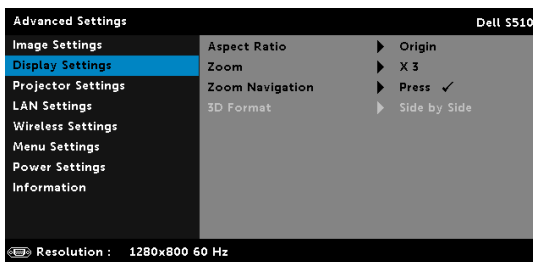 Advanced Settings Dell S510
Image Settings
Display Settings
Projector Settings
LAN Settings
Wireless Settings
Menu Settings
Power Settings
Information
Aspect Ratio Origin
Zoom X 3
Zoom Navigation Press ✓
3D Format Side by Side
Resolution : 1280x800 60 Hz